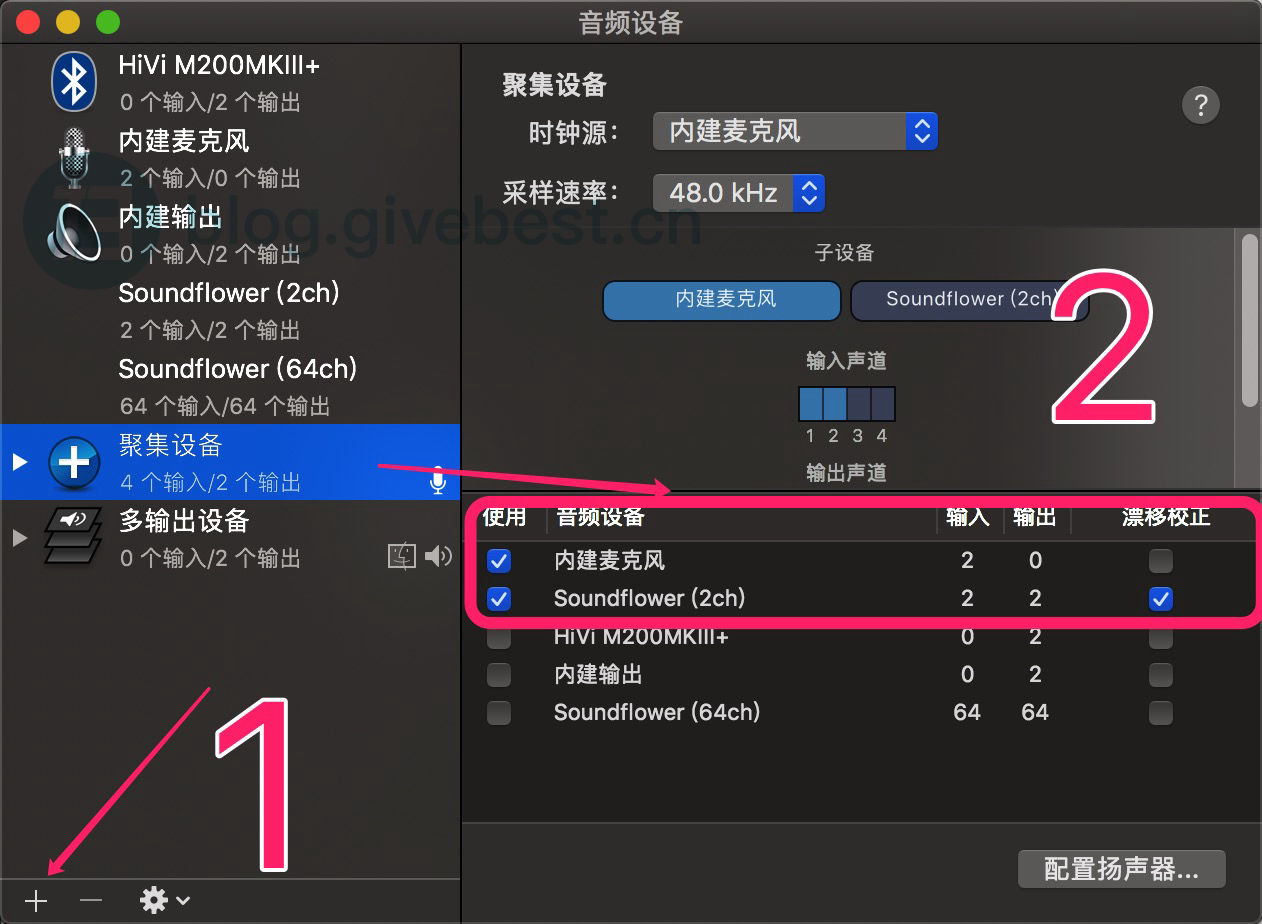 音频设备
HiVi M200MKIII+
0 个输入/2 个输出
内建麦克风
2 个输入/0 个输出
内建输出
0 个输入/2 个输出
Soundflower (2ch)
2 个输入/2 个输出
Soundflower (64ch)
64 个输入/64 个输出
聚集设备
4 个输入/2 个输出
多输出设备
0 个输入/2 个输出
1
blog.givebest.cn
聚集设备
?
时钟源: 内建麦克风
采样速率: 48.0 kHz
子设备
内建麦克风 Soundflower (2ch)
2
输入声道
1 2 3 4
输出声道
使用 音频设备 输入 输出 漂移校正
内建麦克风 2 0
Soundflower (2ch) 2 2
HiVi M200MKIII+ 0 2
内建输出 0 2
Soundflower (64ch) 64 64
配置扬声器...